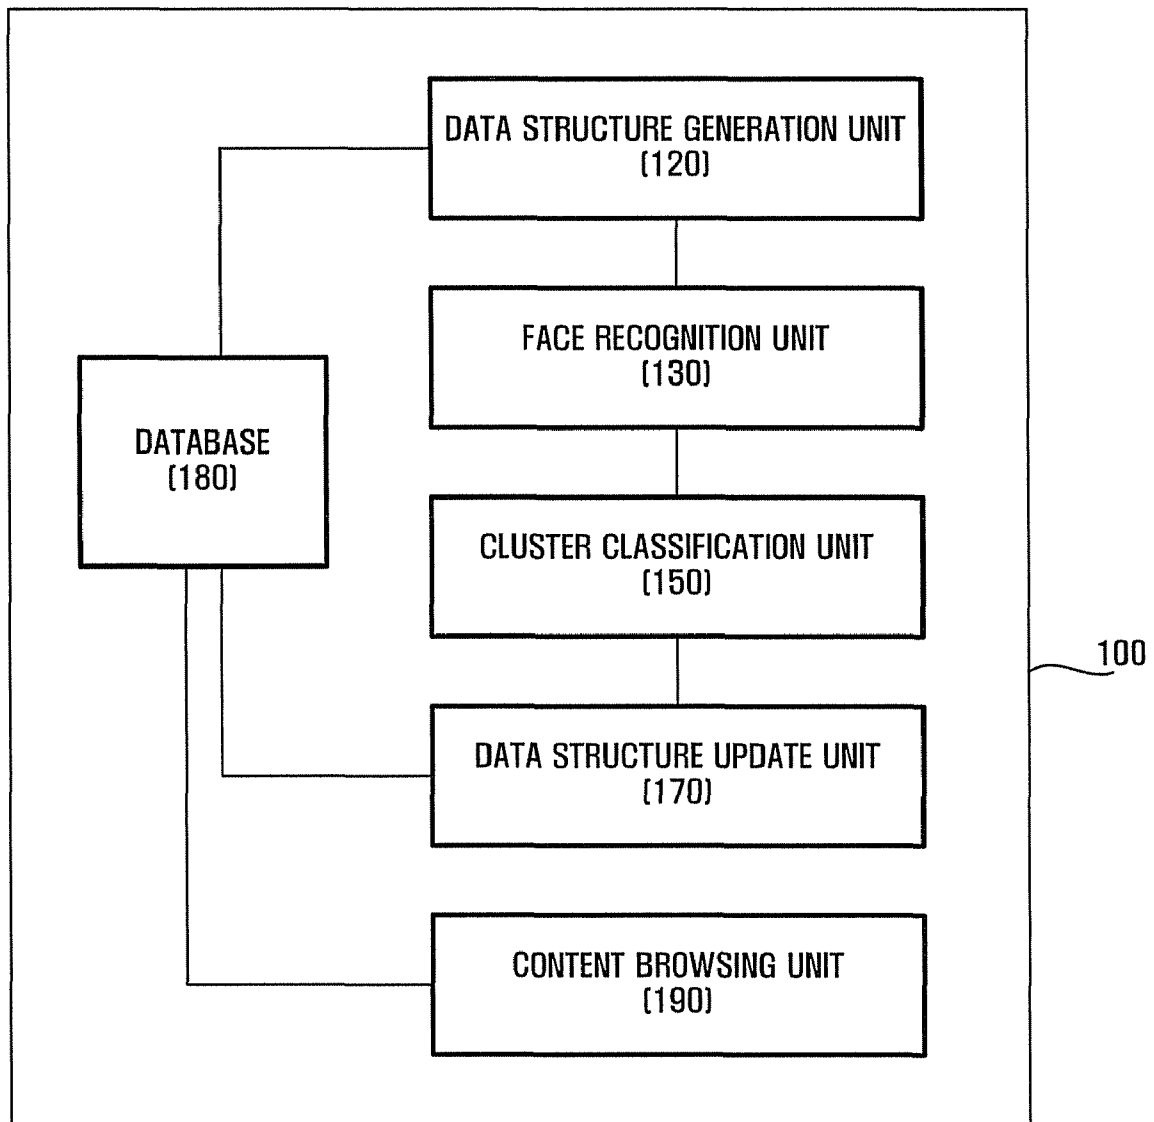 DATA STRUCTURE GENERATION UNIT
(120)
FACE RECOGNITION UNIT
(130)
DATABASE
(180)
CLUSTER CLASSIFICATION UNIT
(150)
100
DATA STRUCTURE UPDATE UNIT
(170)
CONTENT BROWSING UNIT
(190)